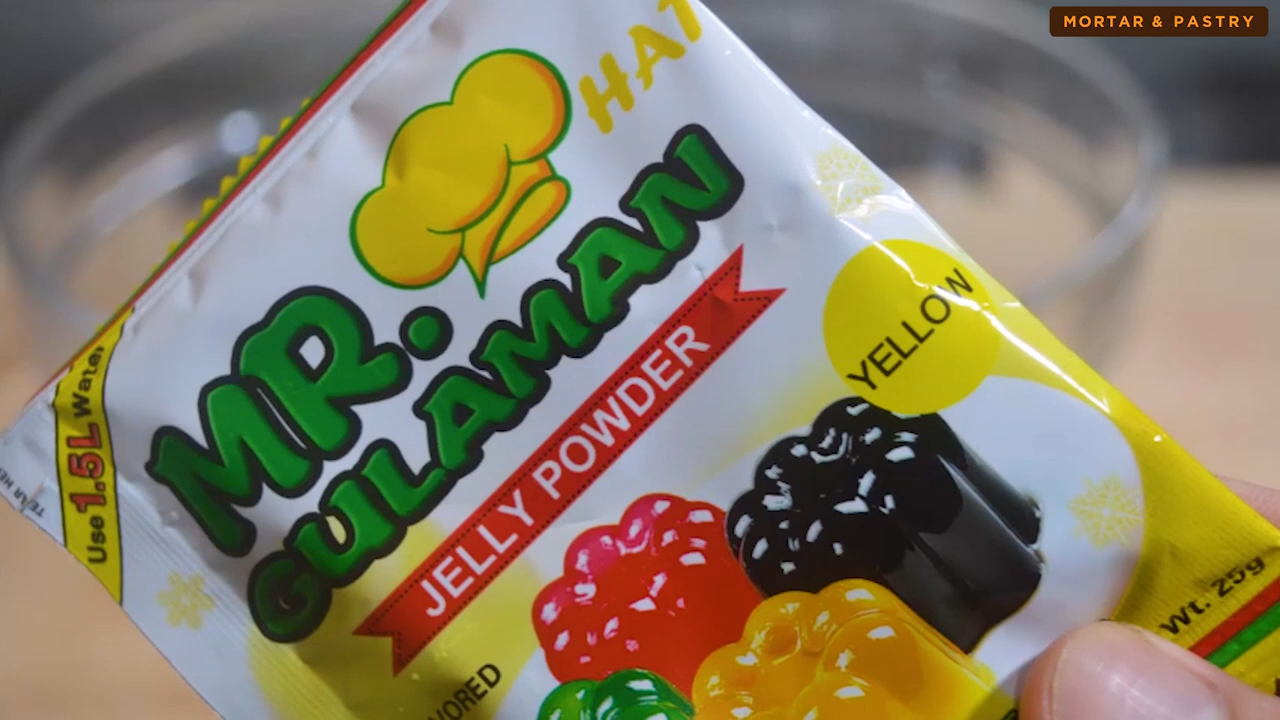 MORTAR & PASTRY
HAT
MR.
GULAMAN
JELLY POWDER
YELLOW
Use 1.5L Water
wt. 25g